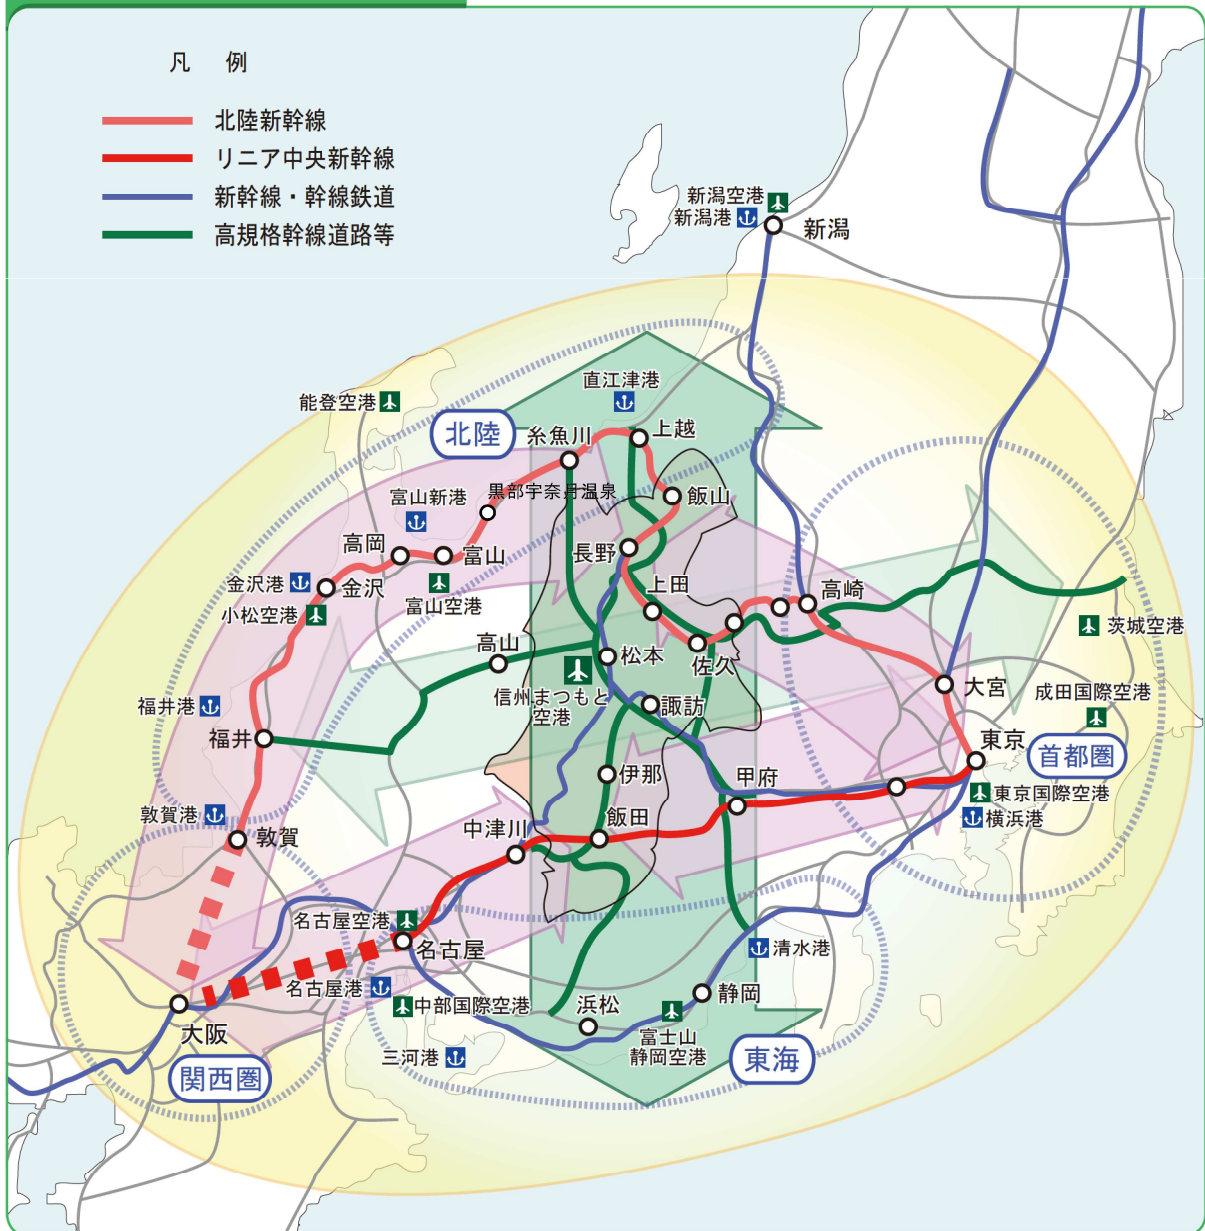 凡 例
北陸新幹線
リニア中央新幹線
新幹線・幹線鉄道
高規格幹線道路等
新潟空港
新潟港
新潟
直江津港
能登空港
北陸
糸魚川
上越
富山新港
黒部宇奈月温泉
飯山
高岡
富山
長野
金沢港
金沢
富山空港
上田
高崎
小松空港
茨城空港
高山
松本
佐久
信州まつもと
空港
諏訪
大宮
成田国際空港
福井港
福井
東京
首都圏
伊那
甲府
東京国際空港
横浜港
敦賀港
敦賀
中津川
飯田
名古屋空港
名古屋
清水港
名古屋港
中部国際空港
浜松
静岡
富士山
静岡空港
大阪
三河港
東海
関西圏